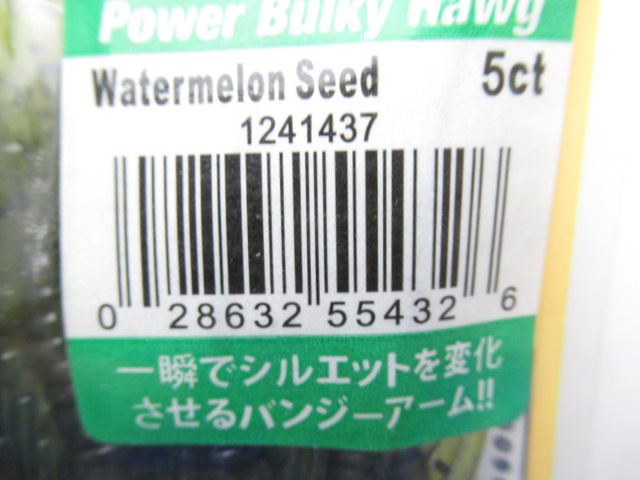 Power Bulky Hawg
Watermelon Seed 5ct
1241437
0 28632 55432 6
一瞬でシルエットを変化
させるバンジーアーム!!